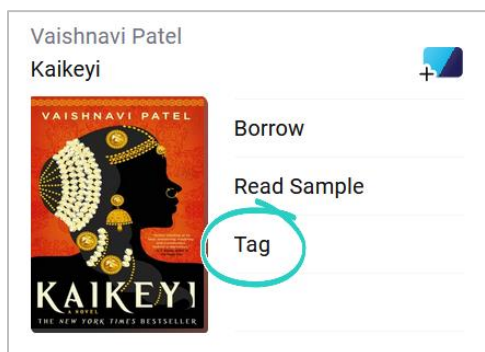 Vaishnavi Patel
Kaikeyi
VAISHNAVI PATEL
KAIKEYI
A NOVEL
THE NEW YORK TIMES BESTSELLER
Borrow
Read Sample
Tag